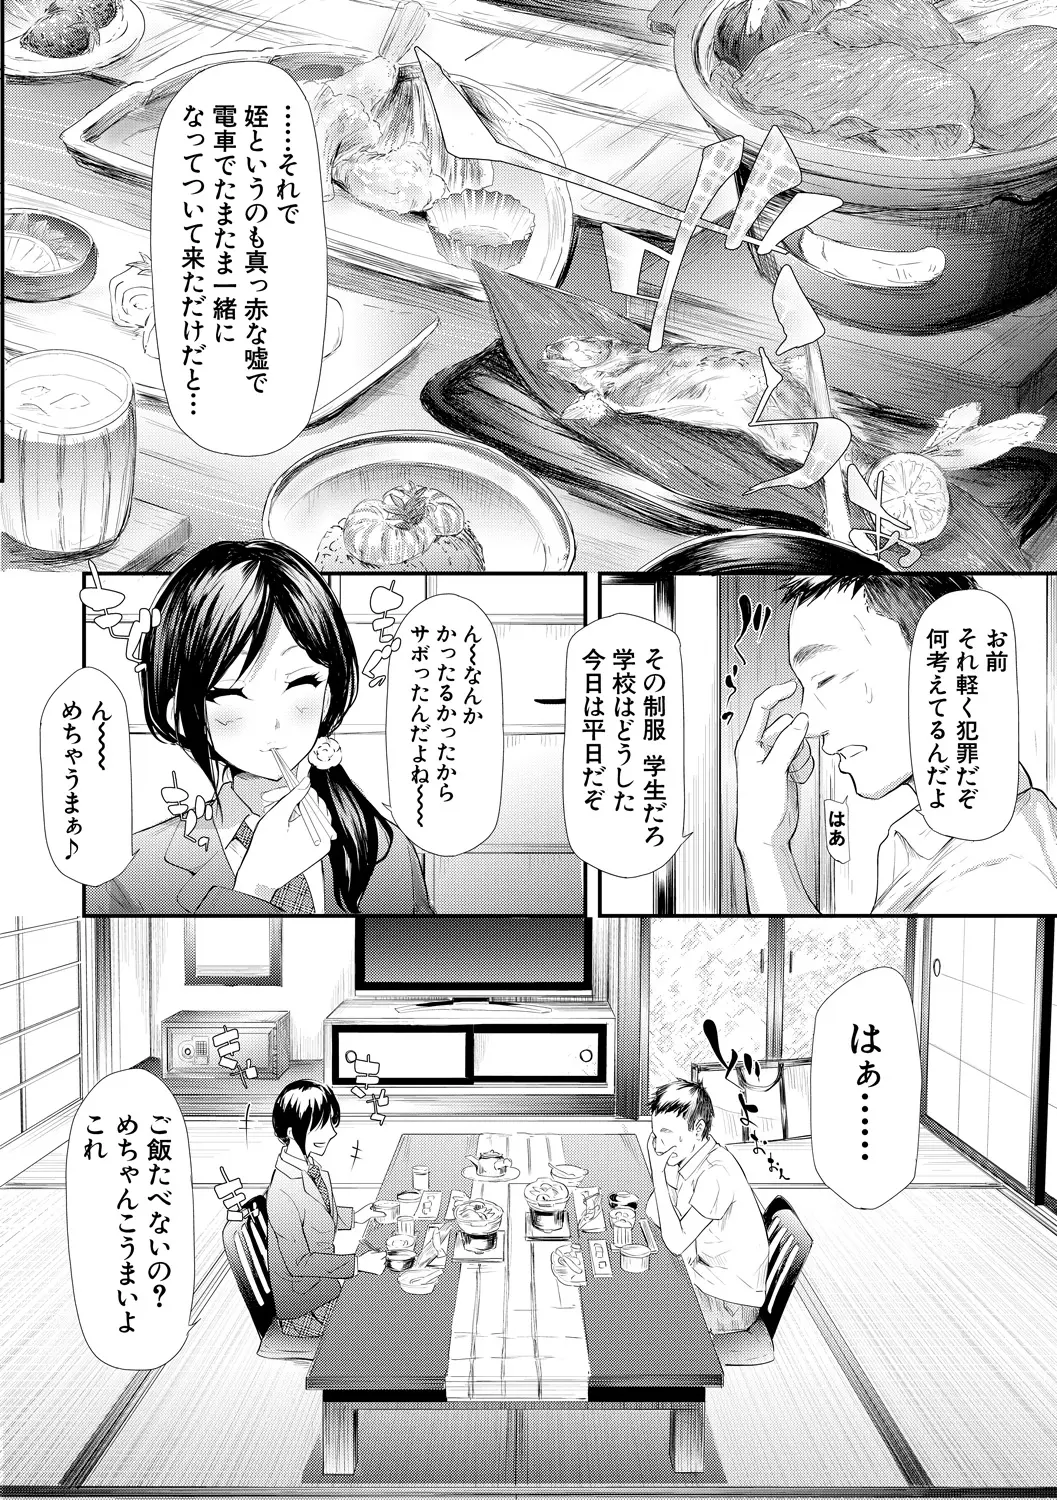 ……それで
姪というのも真っ赤な嘘で
電車でたまたま一緒に
なってついて来ただけだと…
お前
それ軽く犯罪だぞ
何考えてるんだよ
はあ
その制服 学生だろ
学校はどうした
今日は平日だぞ
ん〜なんか
かったるかったから
サボったんだよね〜〜
ん〜〜〜
めちゃうまぁ♪
はぁ……
ご飯たべないの?
めちゃんこうまいよ
これ